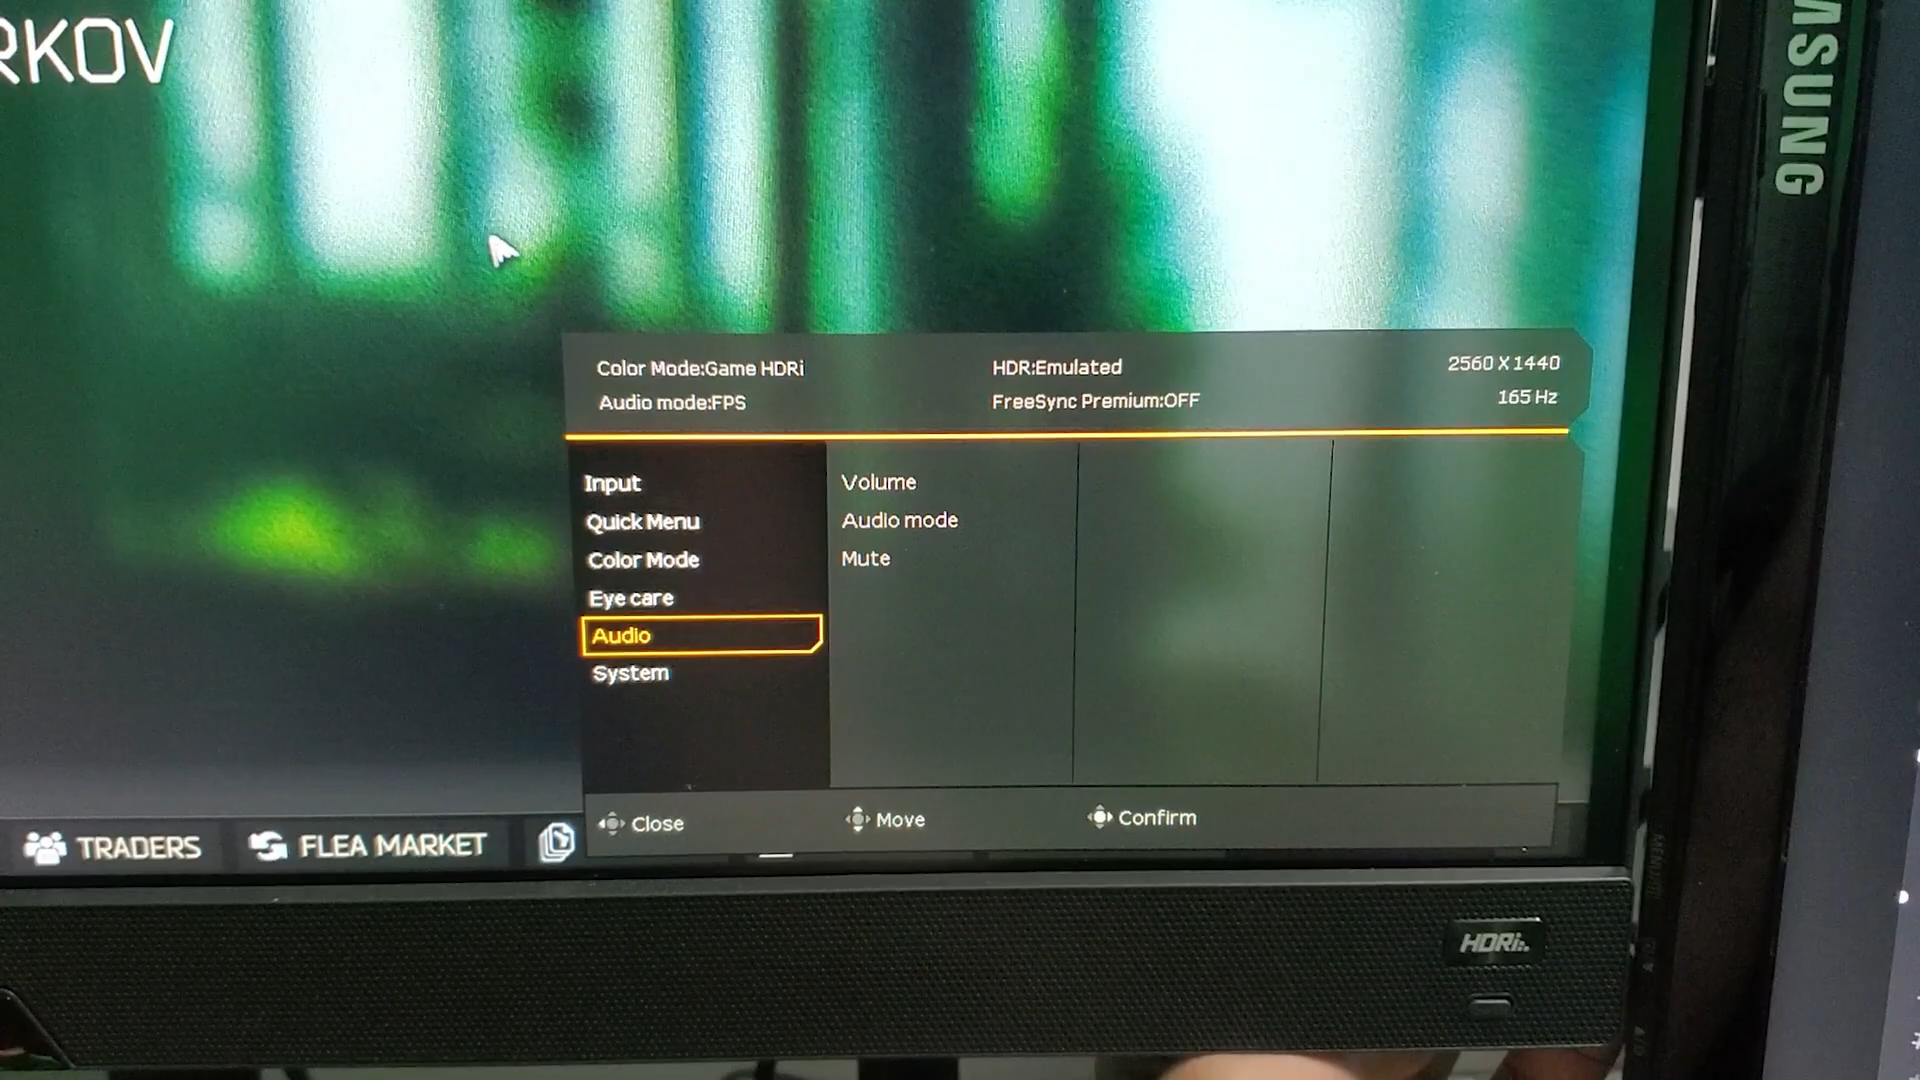 RKOV
MSUNG
Color Mode:Game HDRi
HDR:Emulated
2560 X 1440
Audio mode:FPS
FreeSync Premium:OFF
165 Hz
Input
Volume
Quick Menu
Audio mode
Color Mode
Mute
Eye care
Audio
System
Close
Move
Confirm
TRADERS
FLEA MARKET
HDRi